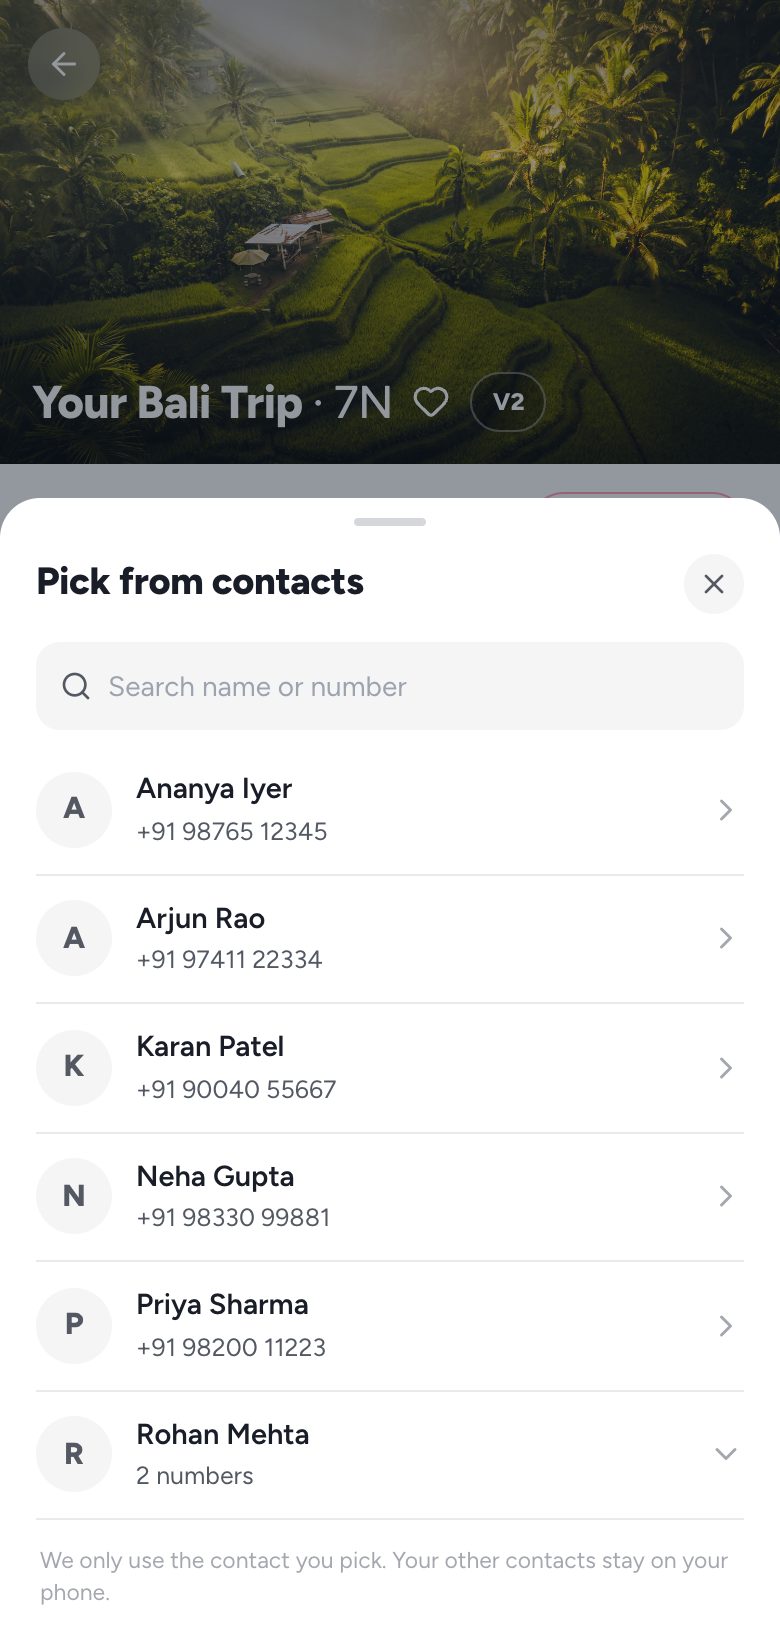 Your Bali Trip · 7N
V2
Pick from contacts
Search name or number
A
Ananya Iyer
+91 98765 12345
A
Arjun Rao
+91 97411 22334
K
Karan Patel
+91 90040 55667
N
Neha Gupta
+91 98330 99881
P
Priya Sharma
+91 98200 11223
R
Rohan Mehta
2 numbers
We only use the contact you pick. Your other contacts stay on your
phone.